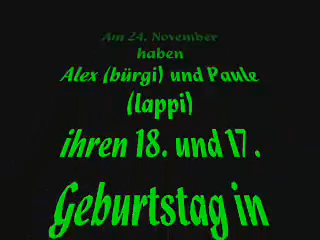 Am 24. November
haben
Alex (bürgi) und Paule
(lappi)
ihren 18. und 17.
Geburtstag in